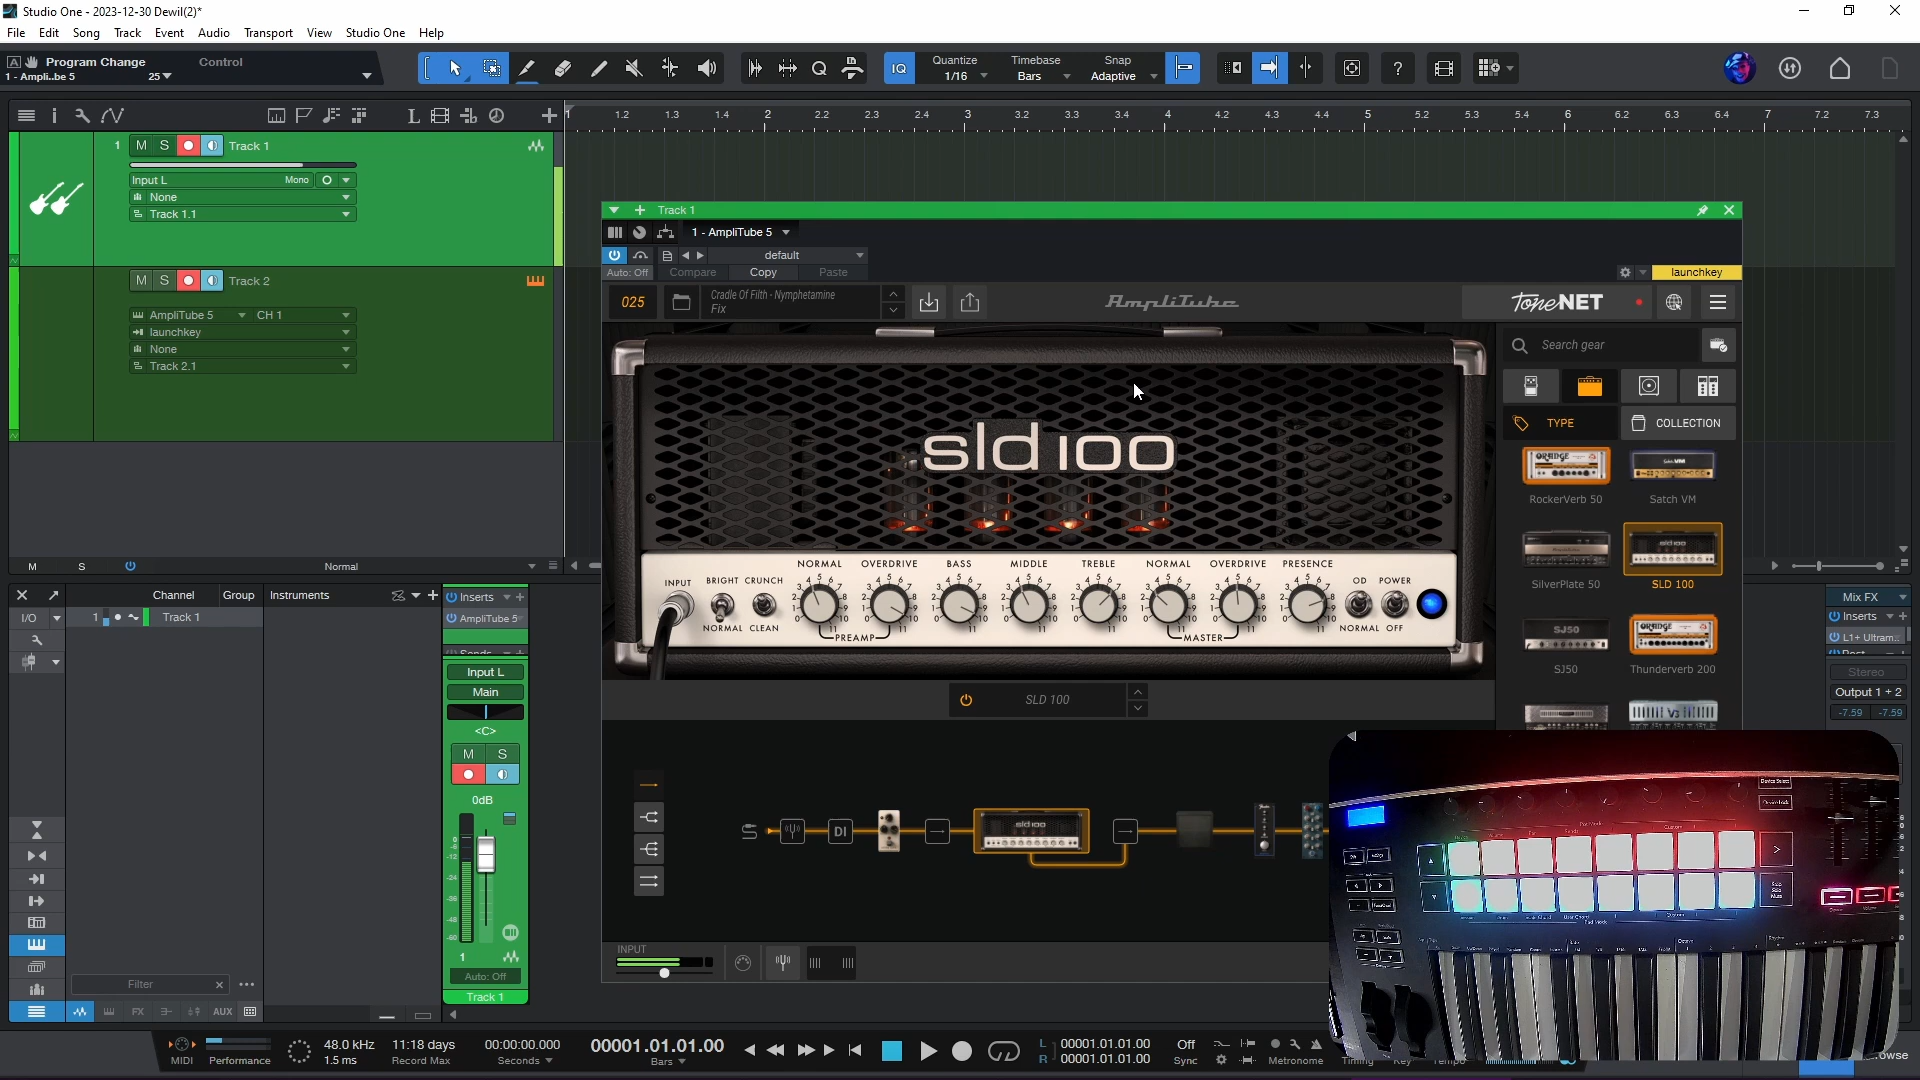 Studio One - 2023-12-30 Dewil(2)*
File Edit Song Track Event Audio Transport View Studio One Help
Program Change Control
1 - Ampli..be 5 25
IQ Quantize Timebase Snap
1/16 Bars Adaptive
1 1.2 1.3 1.4 2 2.2 2.3 2.4 3 3.2 3.3 3.4 4 4.2 4.3 4.4 5 5.2 5.3 5.4 6 6.2 6.3 6.4 7 7.2 7.3
1 M S Track 1
Input L Mono
None
Track 1.1
M S Track 2
AmpliTube 5 CH 1
launchkey
None
Track 2.1
M S Normal
Track 1
1 - AmpliTube 5
default
Auto: Off Compare Copy Paste
launchkey
025 Cradle Of Filth - Nymphetamine
Fix
AmpliTube
ToneNET
Search gear
TYPE COLLECTION
RockerVerb 50 Satch VM
SilverPlate 50 SLD 100
SJ50 Thunderverb 200
sld 100
INPUT BRIGHT CRUNCH NORMAL OVERDRIVE BASS MIDDLE TREBLE NORMAL OVERDRIVE PRESENCE OD POWER
NORMAL CLEAN PREAMP MASTER NORMAL OFF
SLD 100
DI
INPUT
Channel Group Instruments
I/O 1 Track 1
Inserts
AmpliTube 5
Sends
Input L
Main
<C>
M S
0dB
1
Auto: Off
Track 1
Filter
FX AUX
Mix FX
Inserts
L1+ Ultram..
Post
Stereo
Output 1 + 2
-7.59 -7.59
MIDI Performance
48.0 kHz
1.5 ms
11:18 days
Record Max
00:00:00.000
Seconds
00001.01.01.00
Bars
L 00001.01.01.00
R 00001.01.01.00
Off
Sync
Metronome
Timing Key Tempo